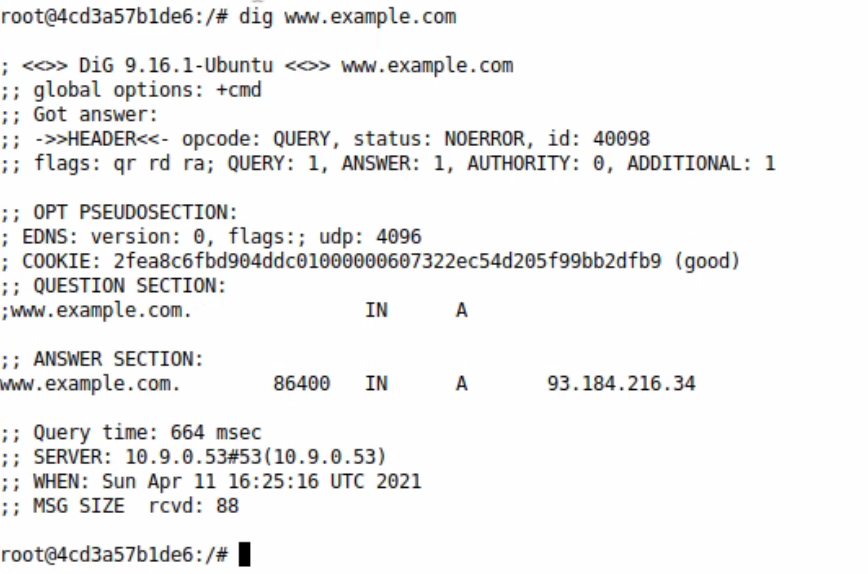 root@4cd3a57b1de6:/# dig www.example.com
; <<>> DiG 9.16.1-Ubuntu <<>> www.example.com
;; global options: +cmd
;; Got answer:
;; ->>HEADER<<- opcode: QUERY, status: NOERROR, id: 40098
;; flags: qr rd ra; QUERY: 1, ANSWER: 1, AUTHORITY: 0, ADDITIONAL: 1
;; OPT PSEUDOSECTION:
; EDNS: version: 0, flags:; udp: 4096
; COOKIE: 2fea8c6fbd904ddc01000000607322ec54d205f99bb2dfb9 (good)
;; QUESTION SECTION:
;www.example.com. IN A
;; ANSWER SECTION:
www.example.com. 86400 IN A 93.184.216.34
;; Query time: 664 msec
;; SERVER: 10.9.0.53#53(10.9.0.53)
;; WHEN: Sun Apr 11 16:25:16 UTC 2021
;; MSG SIZE rcvd: 88
root@4cd3a57b1de6:/#